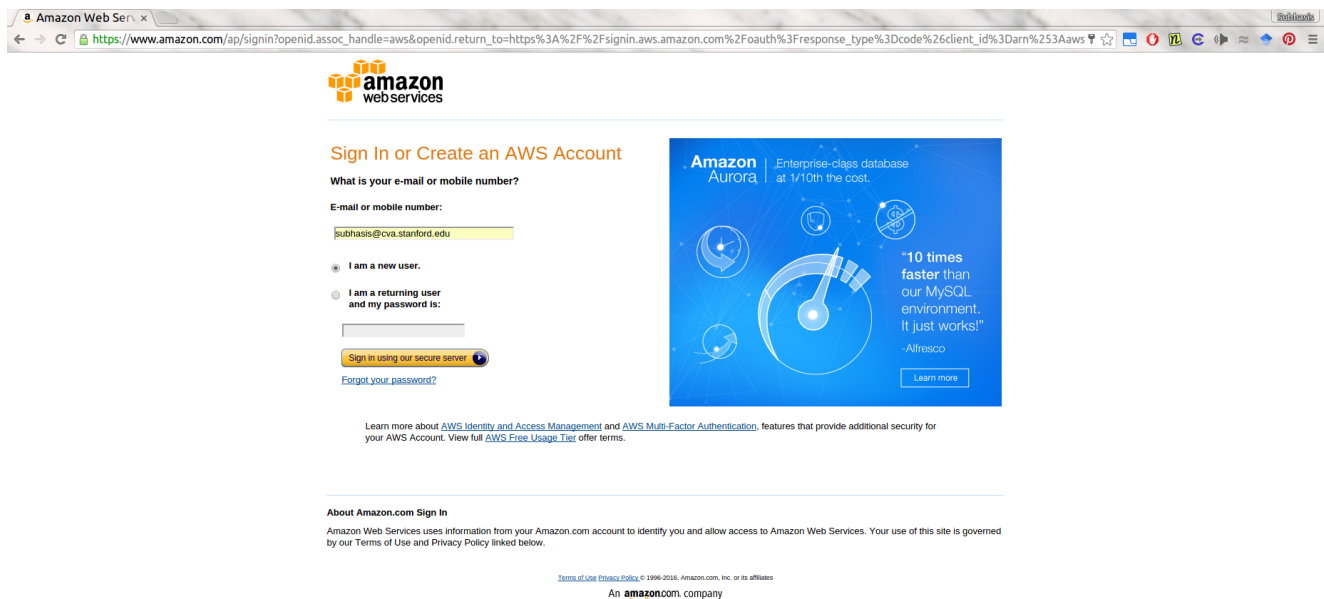 Amazon Web Serv
Subhasis
https://www.amazon.com/ap/signin?openid.assoc_handle=aws&openid.return_to=https%3A%2F%2Fsignin.aws.amazon.com%2Foauth%3Fresponse_type%3Dcode%26client_id%3Darn%253Aaws
amazon
webservices
Sign In or Create an AWS Account
What is your e-mail or mobile number?
E-mail or mobile number:
subhasis@cva.stanford.edu
I am a new user.
I am a returning user
and my password is:
Sign in using our secure server
Forgot your password?
Amazon Aurora
Enterprise-class database
at 1/10th the cost.
“10 times
faster than
our MySQL
environment.
It just works!”
-Alfresco
Learn more
Learn more about AWS Identity and Access Management and AWS Multi-Factor Authentication, features that provide additional security for
your AWS Account. View full AWS Free Usage Tier offer terms.
About Amazon.com Sign In
Amazon Web Services uses information from your Amazon.com account to identify you and allow access to Amazon Web Services. Your use of this site is governed
by our Terms of Use and Privacy Policy linked below.
Terms of Use Privacy Policy © 1996-2016, Amazon.com, Inc. or its affiliates
An amazon.com. company